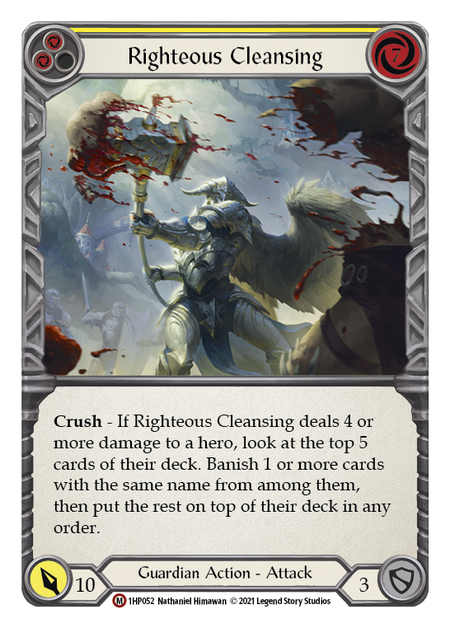 Righteous Cleansing
7
Crush - If Righteous Cleansing deals 4 or
more damage to a hero, look at the top 5
cards of their deck. Banish 1 or more cards
with the same name from among them,
then put the rest on top of their deck in any
order.
10
Guardian Action - Attack
3
M 1HP052 Nathaniel Himawan © 2021 Legend Story Studios